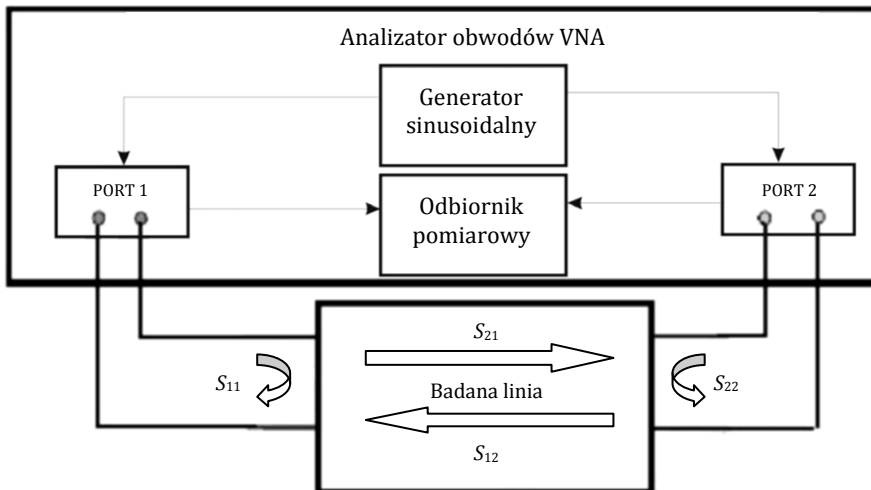 Analizator obwodów VNA
Generator
sinusoidalny
PORT 1
PORT 2
Odbiornik
pomiarowy
S21
S11
Badana linia
S22
S12